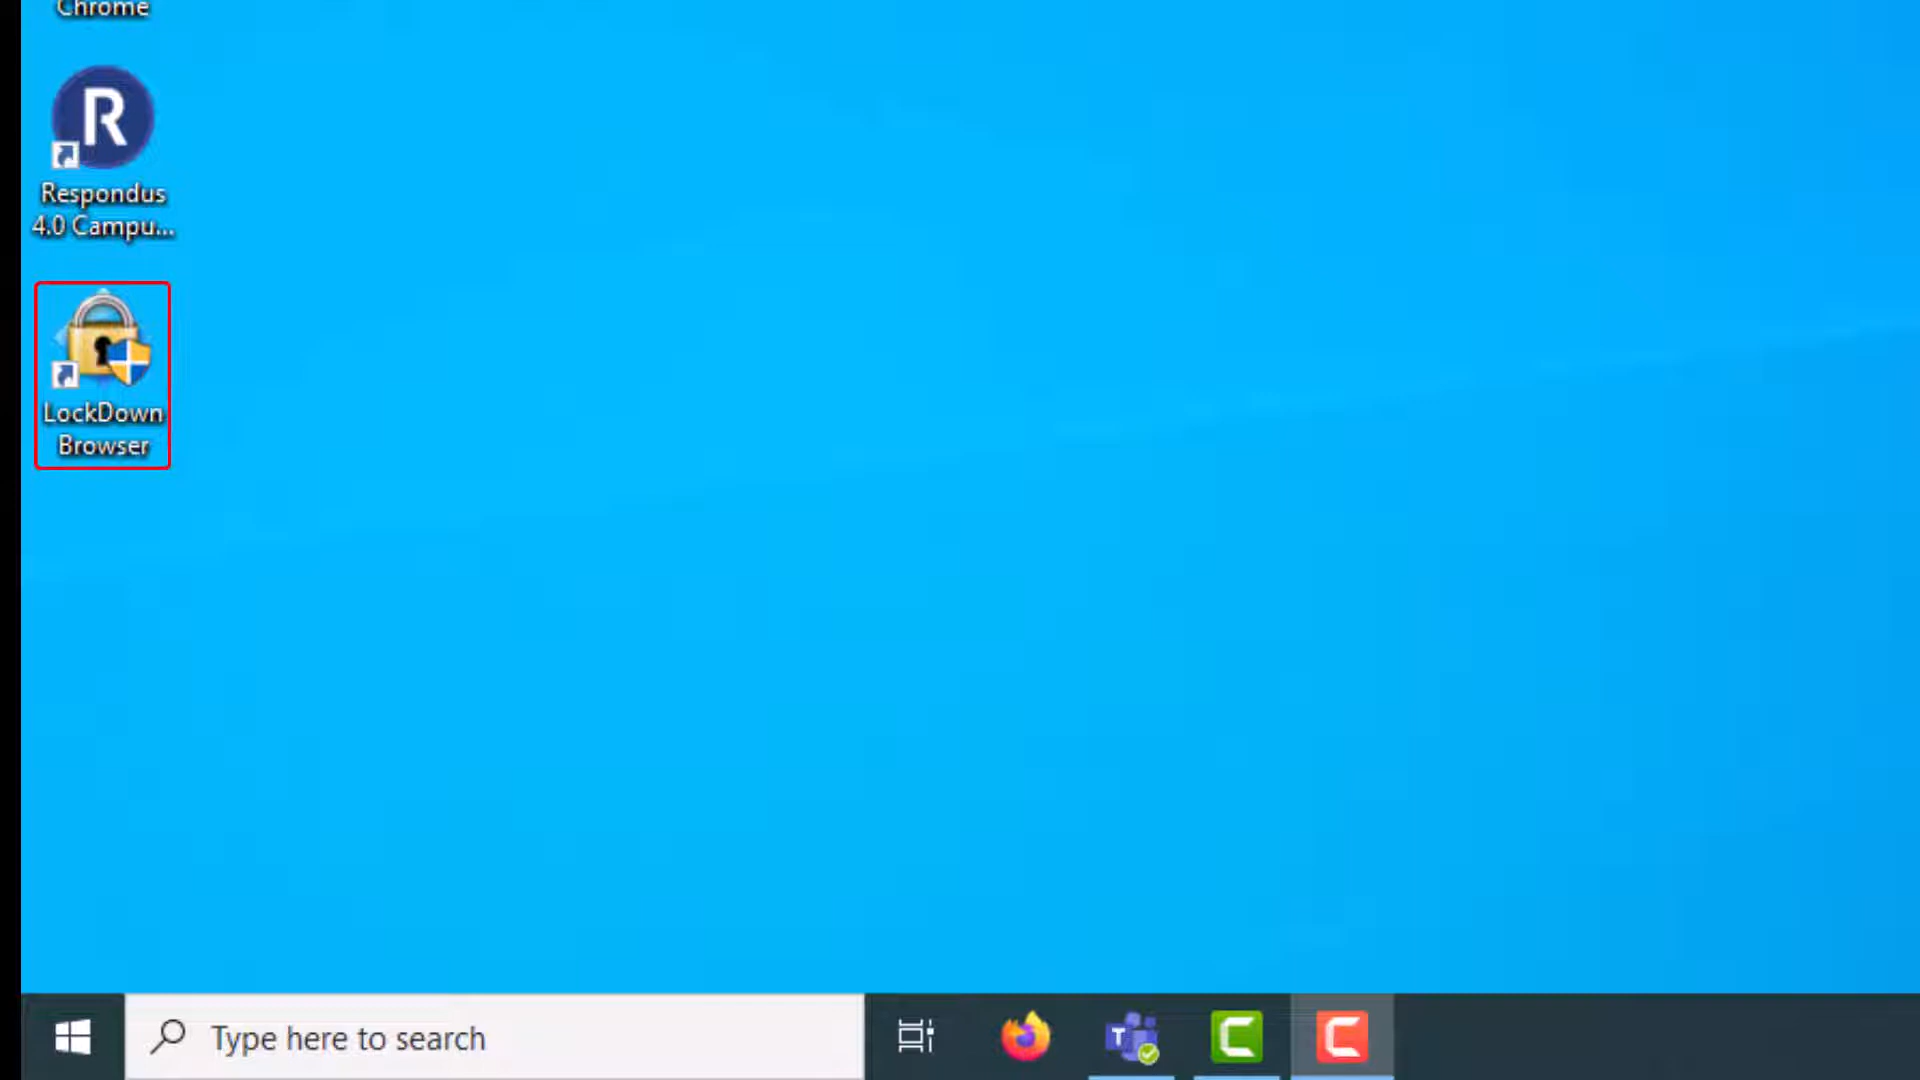 Chrome
R
Respondus
4.0 Campu...
LockDown
Browser
Type here to search
T